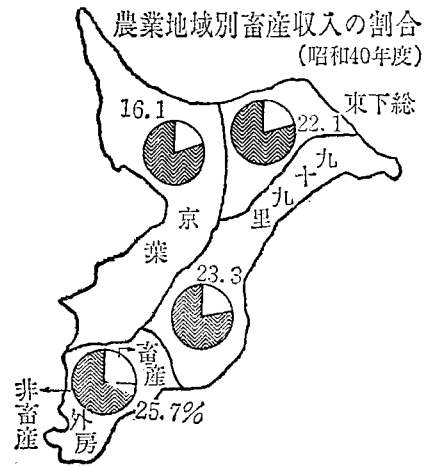 農業地域別畜産収入の割合
(昭和40年度)
東下総
16.1
22.1
九十九里
京葉
23.3
畜産
非畜産
25.7%
外房